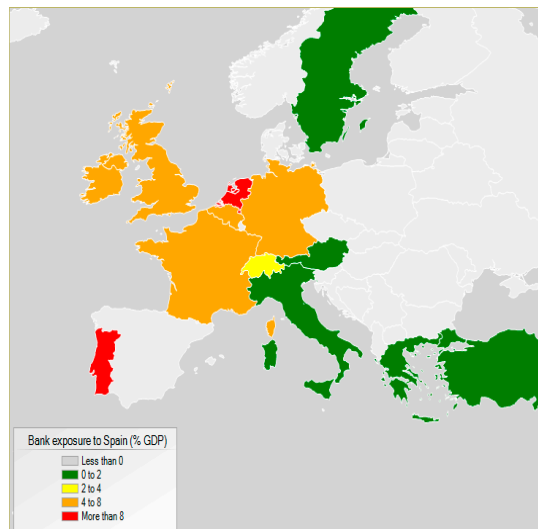 Bank exposure to Spain (% GDP)
Less than 0
0 to 2
2 to 4
4 to 8
More than 8